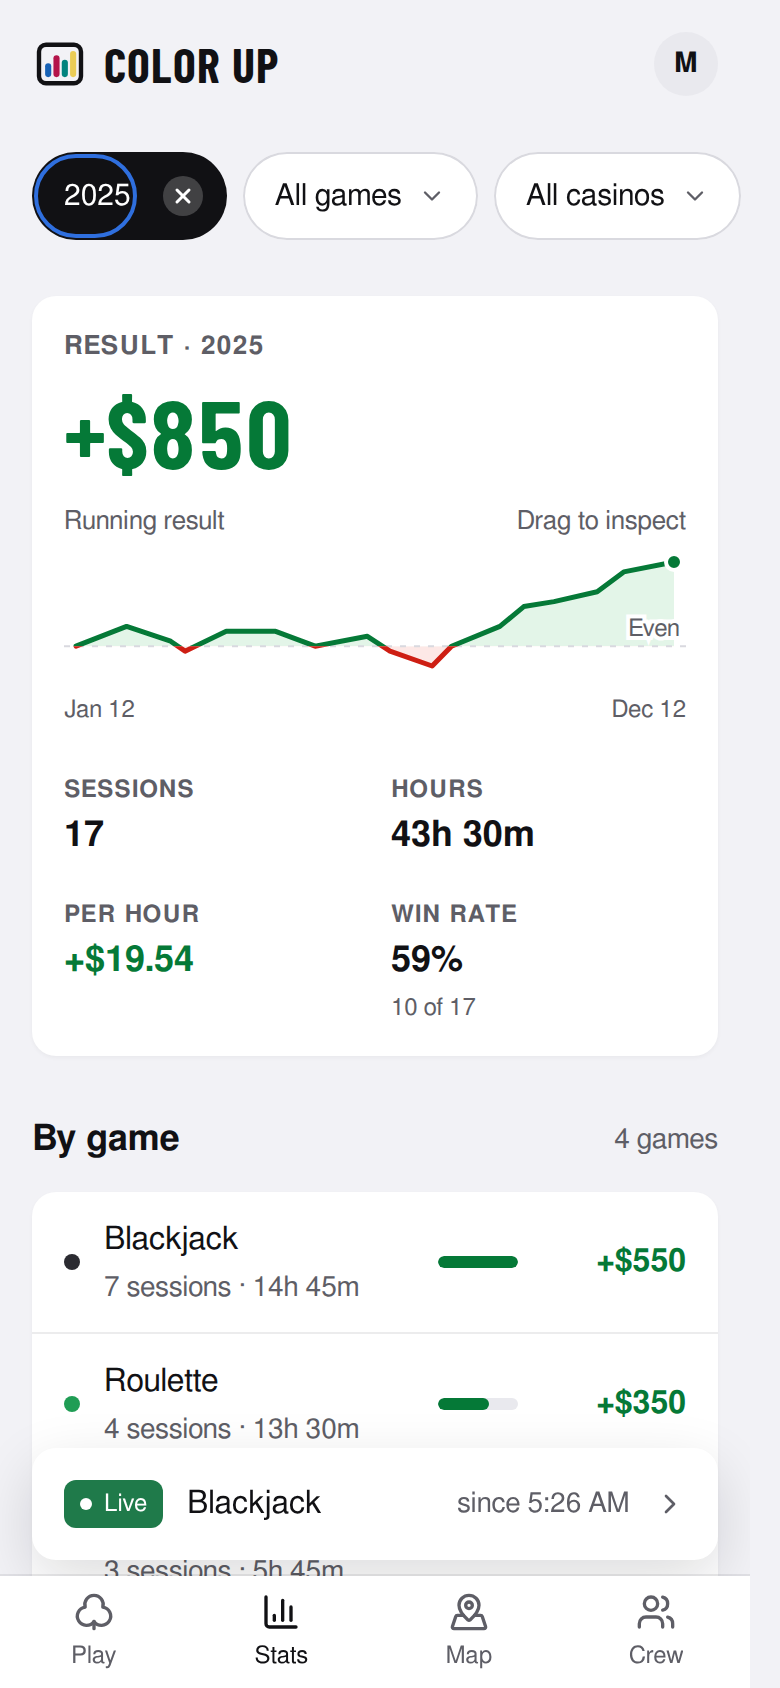 COLOR UP
M
2025
All games
All casinos
RESULT · 2025
+$850
Running result
Drag to inspect
Even
Jan 12
Dec 12
SESSIONS
HOURS
17
43h 30m
PER HOUR
WIN RATE
+$19.54
59%
10 of 17
By game
4 games
Blackjack
7 sessions · 14h 45m
+$550
Roulette
4 sessions · 13h 30m
+$350
Live
Blackjack
since 5:26 AM
3 sessions · 5h 45m
Play
Stats
Map
Crew